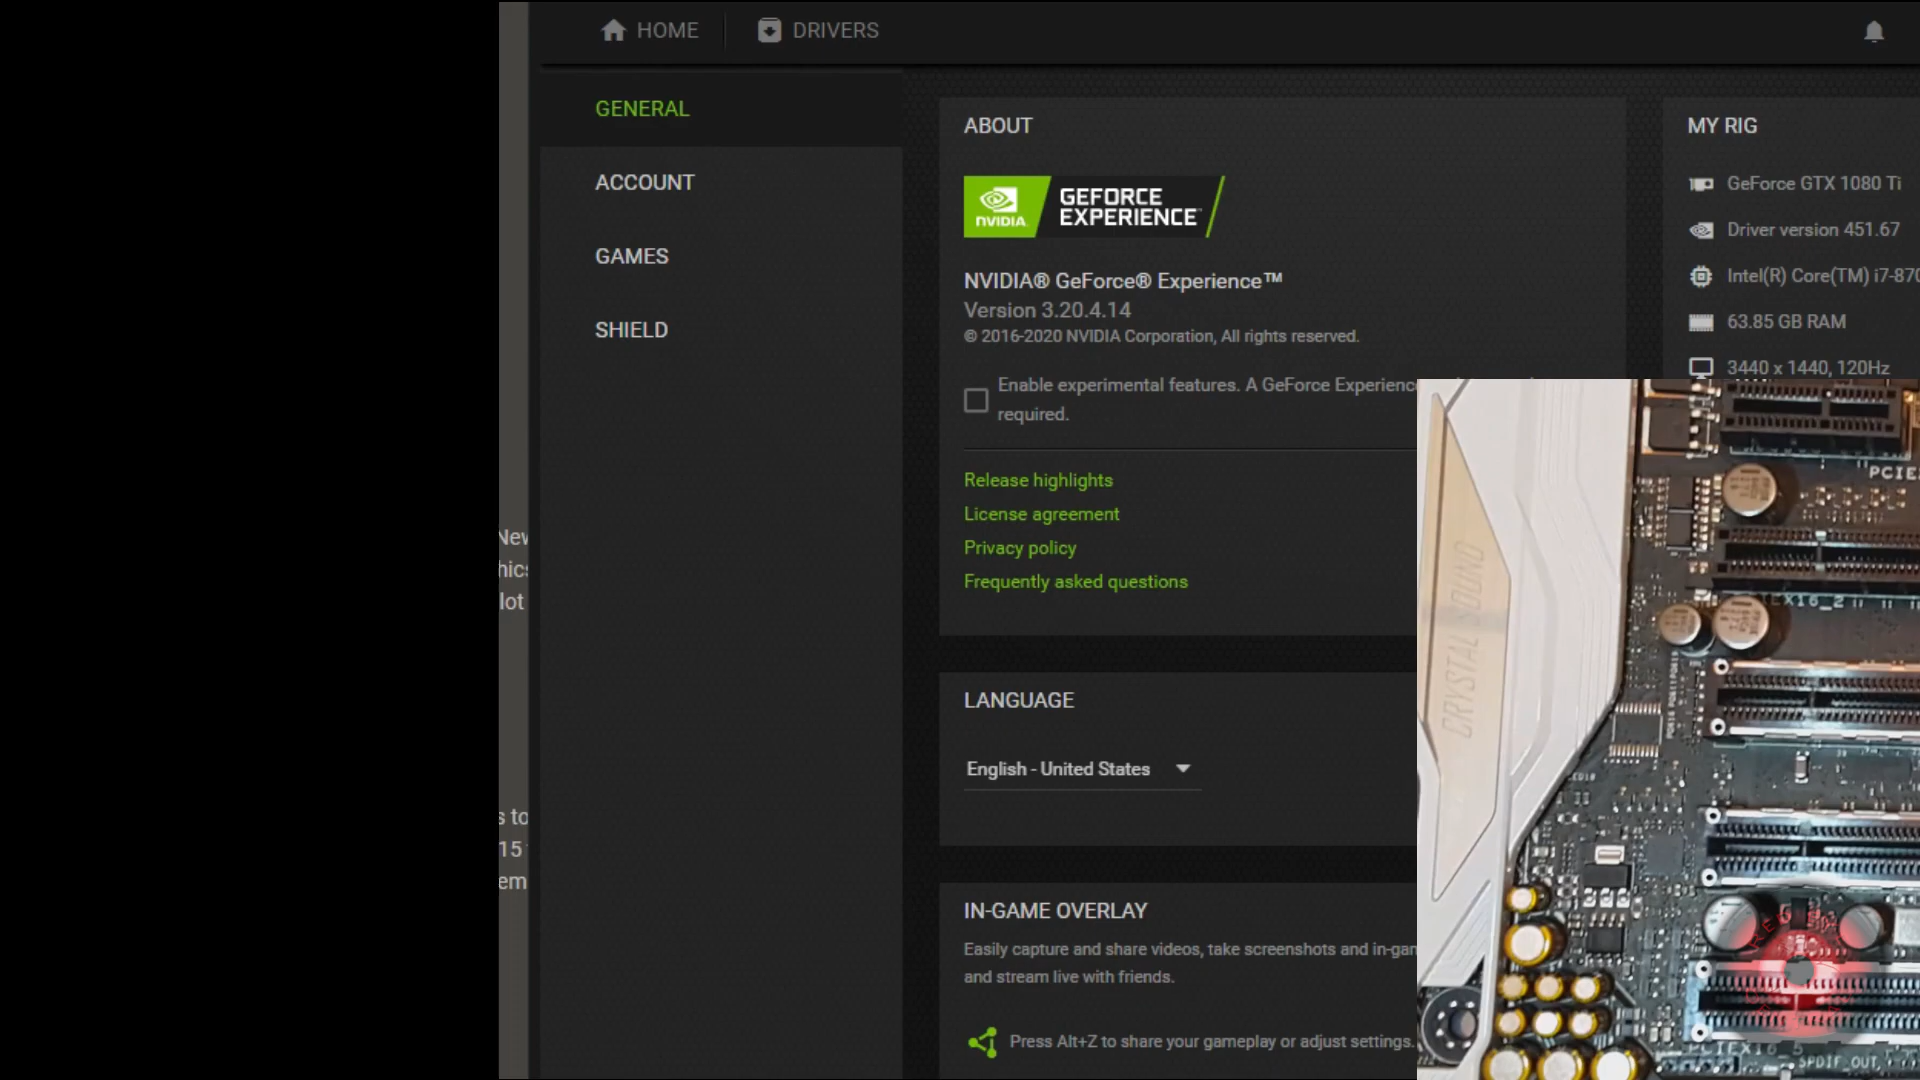 HOME
DRIVERS
GENERAL
ACCOUNT
GAMES
SHIELD
lot
15
ABOUT
NVIDIA
GEFORCE
EXPERIENCE
NVIDIA® GeForce® Experience™
Version 3.20.4.14
© 2016-2020 NVIDIA Corporation, All rights reserved.
Enable experimental features. A GeForce Experience
required.
Release highlights
License agreement
Privacy policy
Frequently asked questions
LANGUAGE
English - United States
IN-GAME OVERLAY
Easily capture and share videos, take screenshots and in-gam
and stream live with friends.
Press Alt+Z to share your gameplay or adjust settings.
MY RIG
GeForce GTX 1080 Ti
Driver version 451.67
Intel(R) Core(TM) i7-870
63.85 GB RAM
3440 x 1440, 120Hz
CRYSTAL SOUND
PCIE
SPDIF_OUT